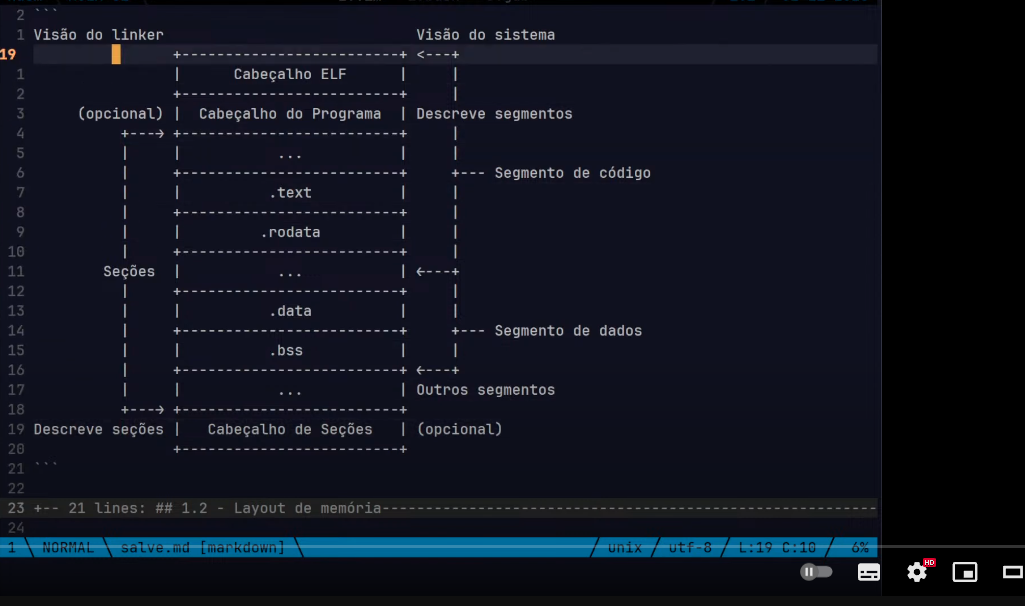 2 ```
1 Visão do linker                             Visão do sistema
19                 +--------------------------+ <---+
1                  |      Cabeçalho ELF       |     |
2                  +--------------------------+     |
3       (opcional) |  Cabeçalho do Programa   | Descreve segmentos
4            +---> +--------------------------+     |
5            |     |            ...           |     |
6            |     +--------------------------+     +--- Segmento de código
7            |     |           .text          |     |
8            |     +--------------------------+     |
9            |     |          .rodata         |     |
10           |     +--------------------------+     |
11         Seções  |            ...           | <---+
12           |     +--------------------------+     |
13           |     |           .data          |     |
14           |     +--------------------------+     +--- Segmento de dados
15           |     |           .bss           |     |
16           |     +--------------------------+ <---+
17           |     |            ...           | Outros segmentos
18           +---> +--------------------------+
19 Descreve seções |   Cabeçalho de Seções    | (opcional)
20                 +--------------------------+
21 ```
22
23 +-- 21 lines: ## 1.2 - Layout de memória---------------------------------------------------------
24
1 \ NORMAL \ salve.md [markdown] \ / unix / utf-8 / L:19 C:10 / 6%
HD